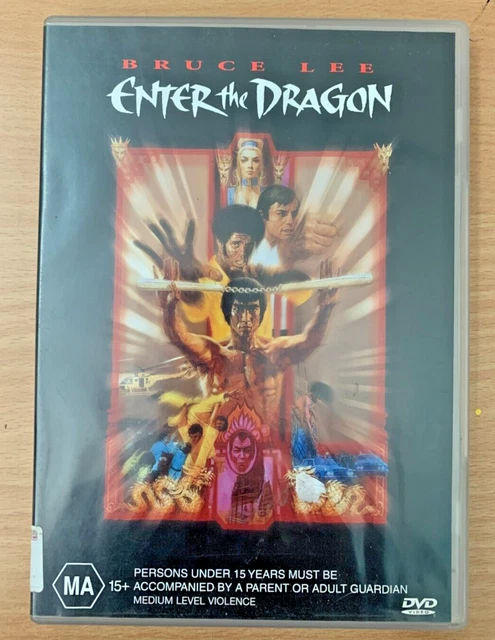 BRUCE LEE
ENTER the DRAGON
MA
15+
PERSONS UNDER 15 YEARS MUST BE
ACCOMPANIED BY A PARENT OR ADULT GUARDIAN
MEDIUM LEVEL VIOLENCE
DVD
VIDEO